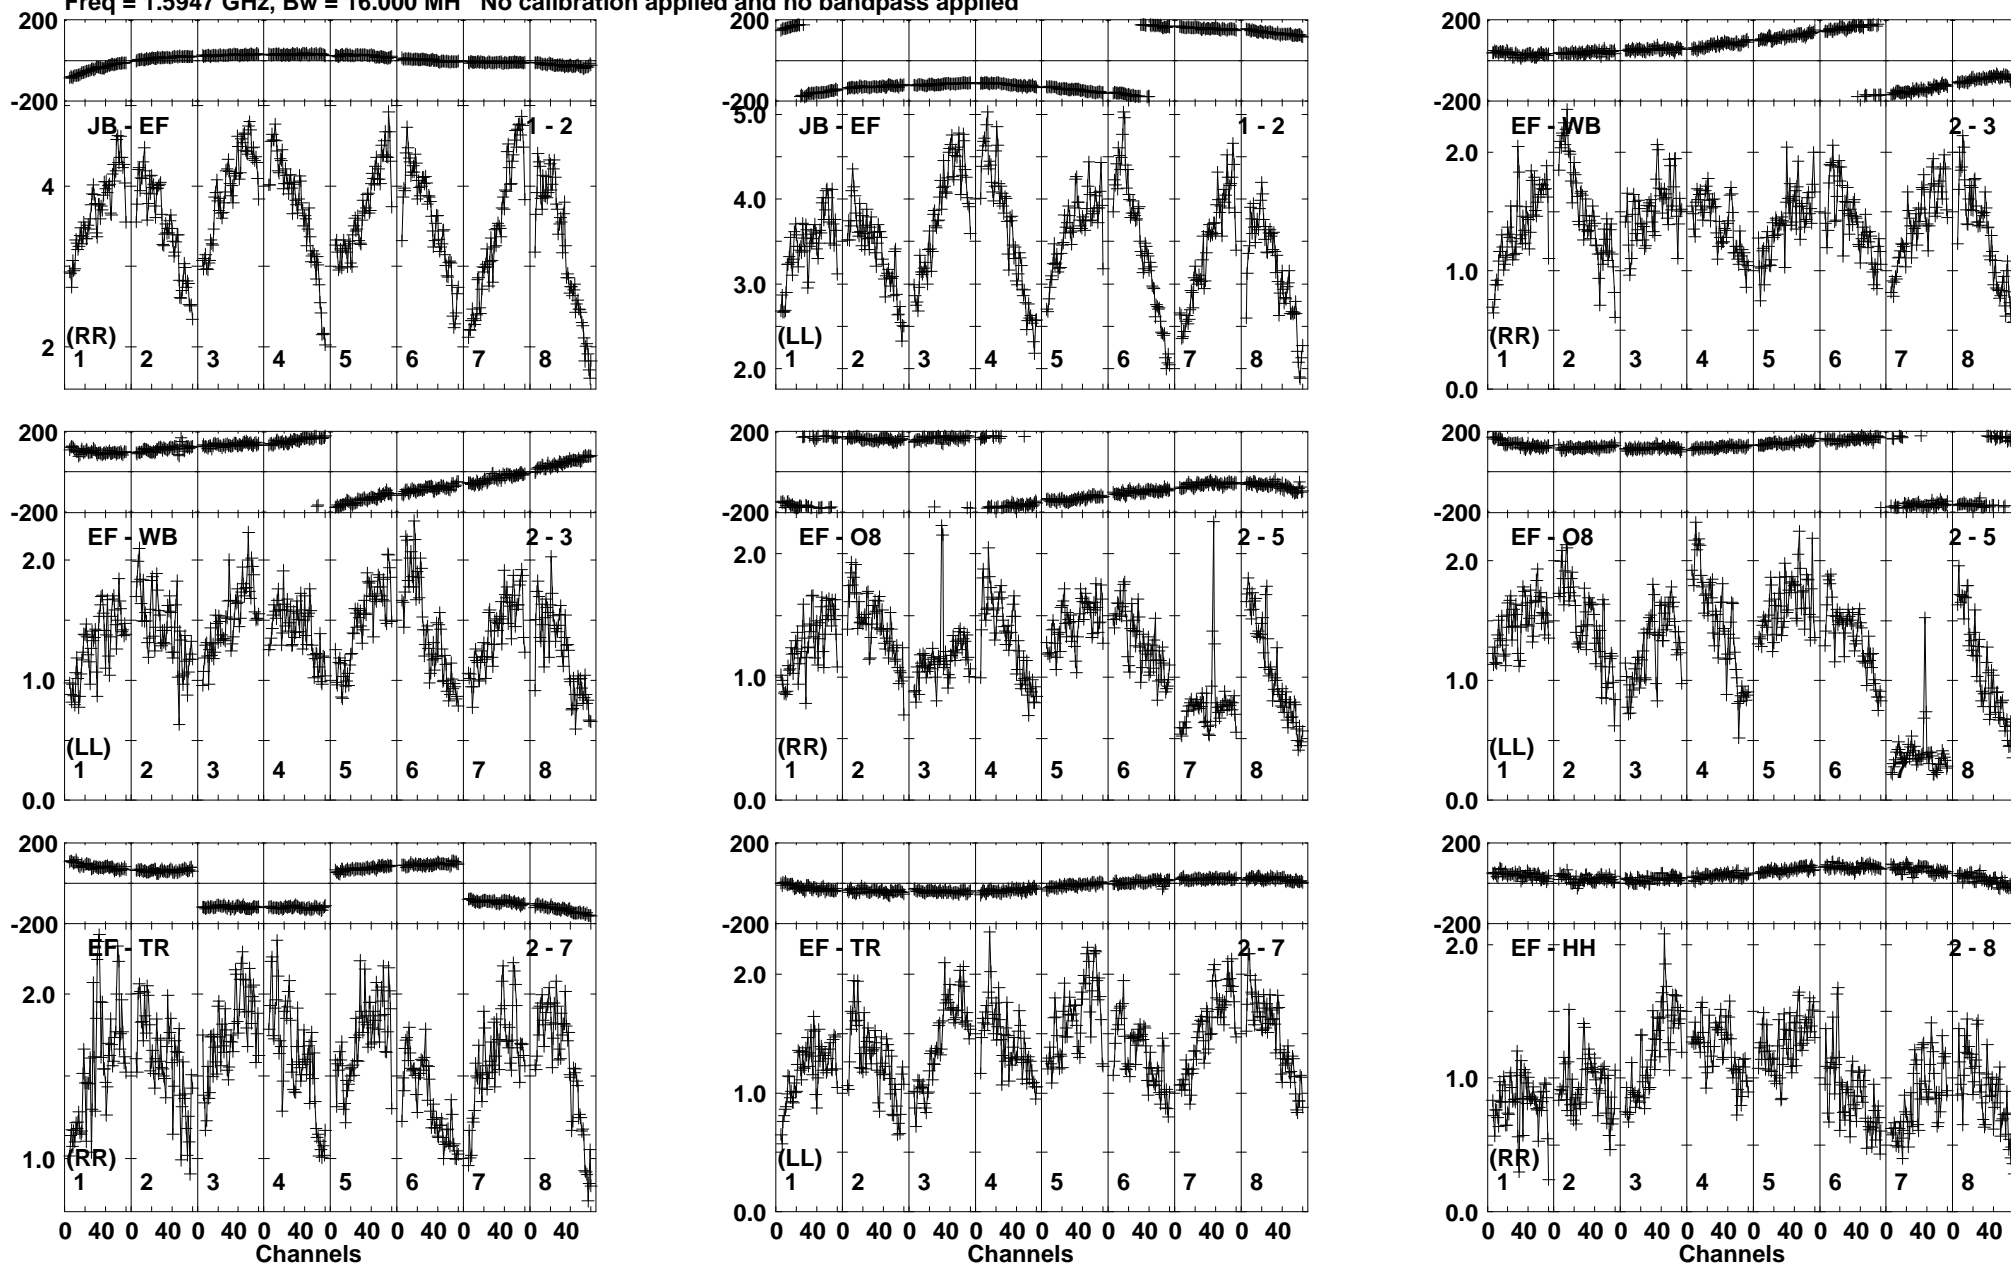 Freq = 1.5947 GHz, Bw = 16.000 MH No calibration applied and no bandpass applied
200
-200
JB - EF 1 - 2
4
2
(RR)
1 2 3 4 5 6 7 8
200
-200
5.0
JB - EF 1 - 2
4.0
3.0
2.0
(LL)
1 2 3 4 5 6 7 8
200
-200
EF - WB 2 - 3
2.0
1.0
0.0
(RR)
1 2 3 4 5 6 7 8
200
-200
EF - WB 2 - 3
2.0
1.0
0.0
(LL)
1 2 3 4 5 6 7 8
200
-200
EF - O8 2 - 5
2.0
1.0
0.0
(RR)
1 2 3 4 5 6 7 8
200
-200
EF - O8 2 - 5
2.0
1.0
0.0
(LL)
1 2 3 4 5 6 7 8
200
-200
EF - TR 2 - 7
2.0
1.0
(RR)
1 2 3 4 5 6 7 8
0 40 0 40 0 40 0 40 0 40 0 40 0 40 0 40
Channels
200
-200
EF - TR 2 - 7
2.0
1.0
0.0
(LL)
1 2 3 4 5 6 7 8
0 40 0 40 0 40 0 40 0 40 0 40 0 40 0 40
Channels
200
-200
EF - HH 2 - 8
2.0
1.0
0.0
(RR)
1 2 3 4 5 6 7 8
0 40 0 40 0 40 0 40 0 40 0 40 0 40 0 40
Channels